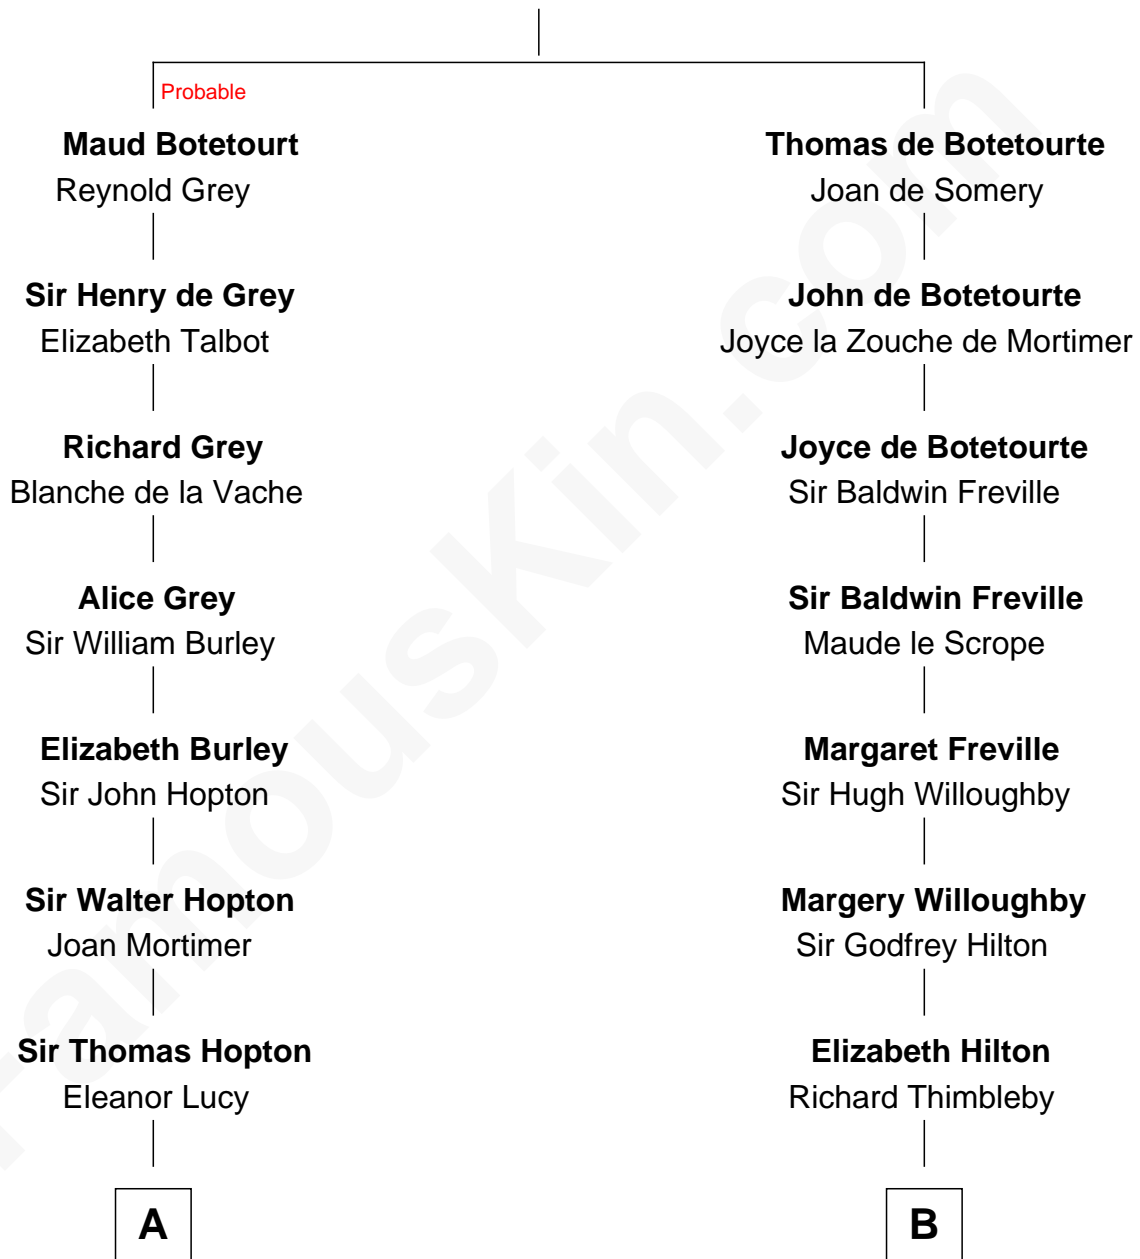 Probable
Maud Botetourt
Reynold Grey
Thomas de Botetourte
Joan de Somery
Sir Henry de Grey
Elizabeth Talbot
John de Botetourte
Joyce la Zouche de Mortimer
Richard Grey
Blanche de la Vache
Joyce de Botetourte
Sir Baldwin Freville
Alice Grey
Sir William Burley
Sir Baldwin Freville
Maude le Scrope
Elizabeth Burley
Sir John Hopton
Margaret Freville
Sir Hugh Willoughby
Sir Walter Hopton
Joan Mortimer
Margery Willoughby
Sir Godfrey Hilton
Sir Thomas Hopton
Eleanor Lucy
Elizabeth Hilton
Richard Thimbleby
A
B
FamousKin.com